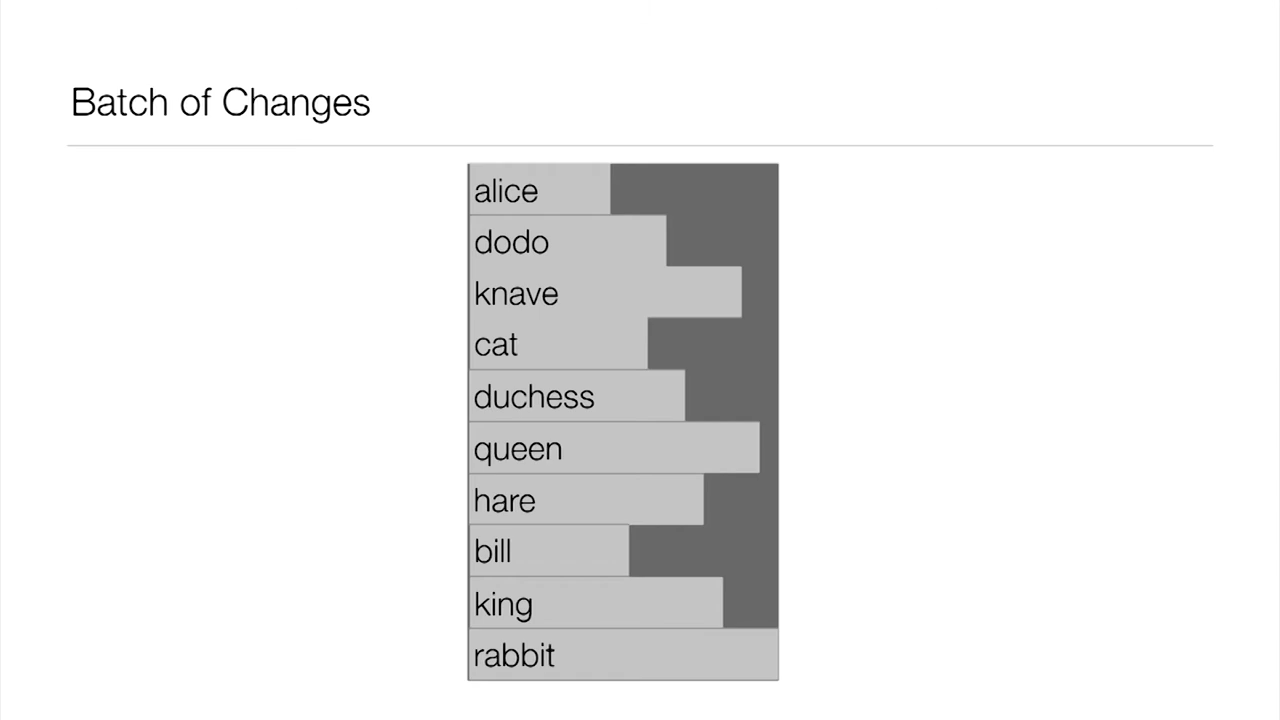 Batch of Changes
alice
dodo
knave
cat
duchess
queen
hare
bill
king
rabbit